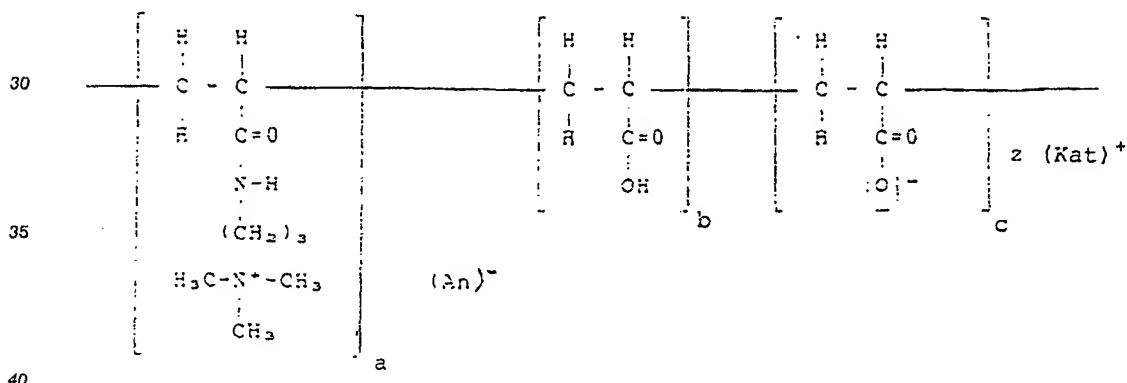 H H H H H H
30 C - C C - C C - C
C=O C=O C=O
z (Kat)⁺
N-H OH O⁻
b c
35 (CH₂)₃
H₃C-N⁺-CH₃ (An)⁻
CH₃
a
40